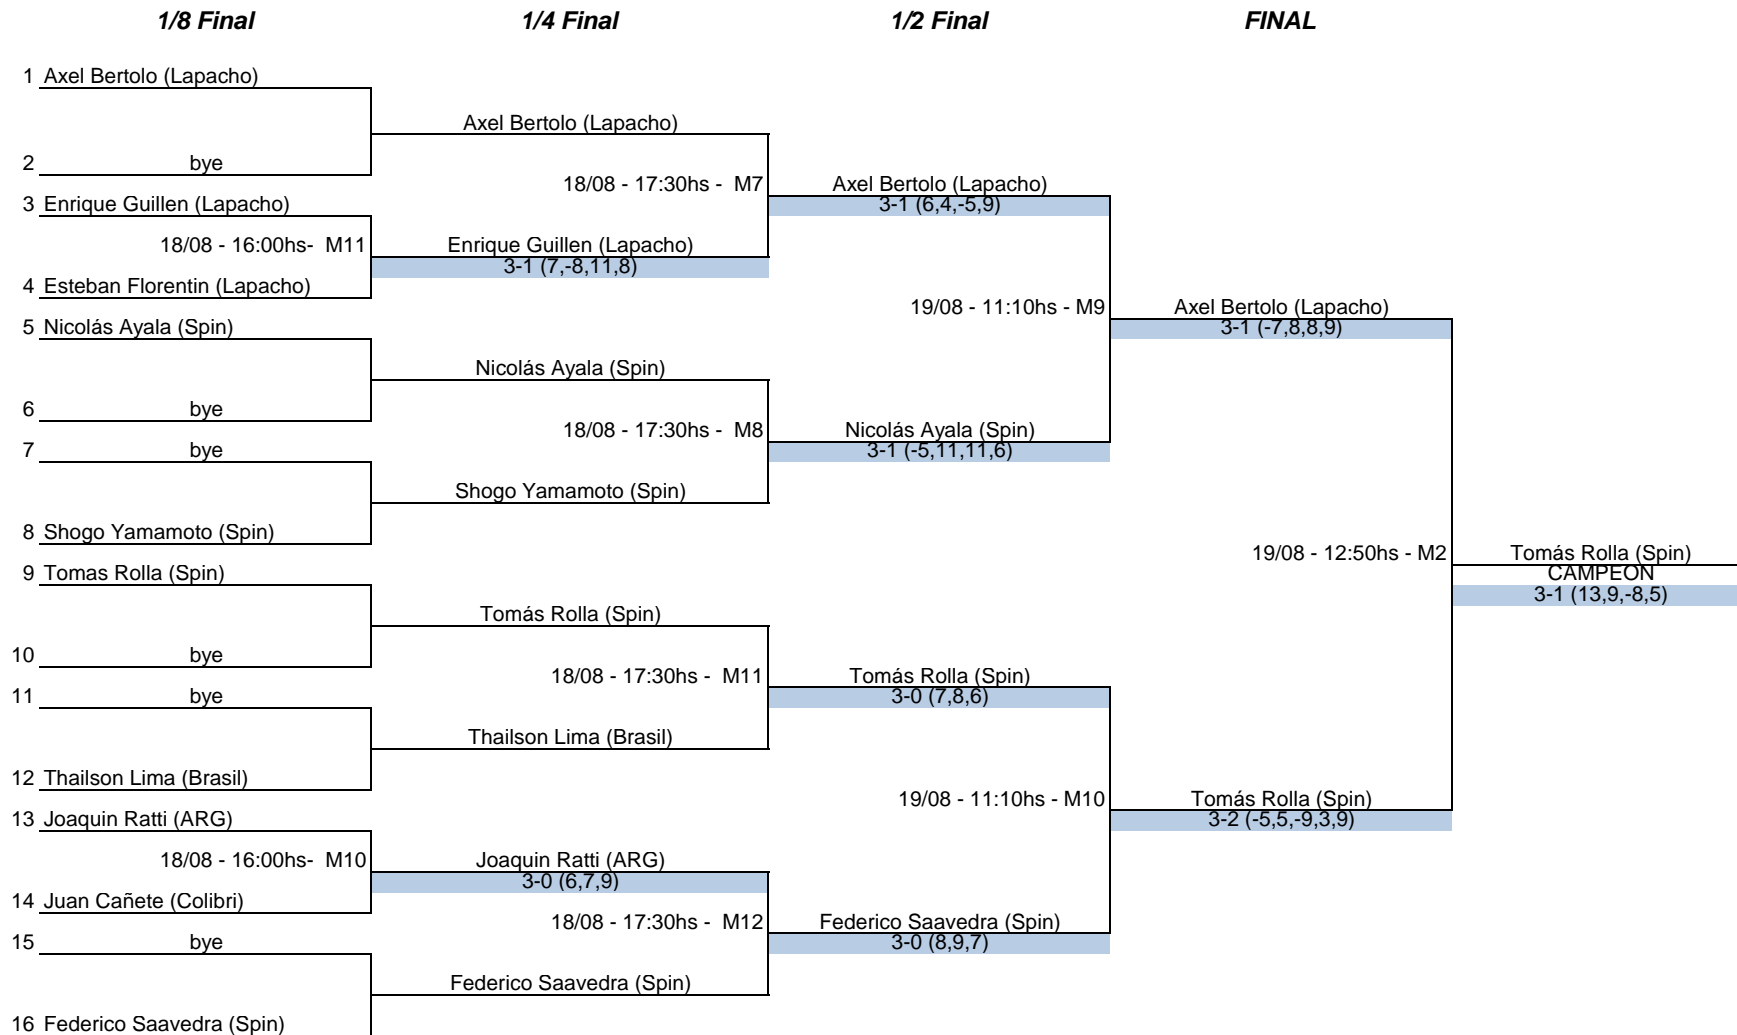 1/8 Final 1/4 Final 1/2 Final FINAL
1 Axel Bertolo (Lapacho)
Axel Bertolo (Lapacho)
2 bye
18/08 - 17:30hs - M7
Axel Bertolo (Lapacho)
3 Enrique Guillen (Lapacho)
3-1 (6,4,-5,9)
18/08 - 16:00hs- M11
Enrique Guillen (Lapacho)
3-1 (7,-8,11,8)
4 Esteban Florentin (Lapacho)
19/08 - 11:10hs - M9
Axel Bertolo (Lapacho)
5 Nicolás Ayala (Spin)
3-1 (-7,8,8,9)
Nicolás Ayala (Spin)
6 bye
18/08 - 17:30hs - M8
Nicolás Ayala (Spin)
7 bye
3-1 (-5,11,11,6)
Shogo Yamamoto (Spin)
8 Shogo Yamamoto (Spin)
19/08 - 12:50hs - M2
Tomás Rolla (Spin)
9 Tomas Rolla (Spin)
CAMPEON
3-1 (13,9,-8,5)
Tomás Rolla (Spin)
10 bye
18/08 - 17:30hs - M11
Tomás Rolla (Spin)
11 bye
3-0 (7,8,6)
Thailson Lima (Brasil)
12 Thailson Lima (Brasil)
19/08 - 11:10hs - M10
Tomás Rolla (Spin)
13 Joaquin Ratti (ARG)
3-2 (-5,5,-9,3,9)
18/08 - 16:00hs- M10
Joaquin Ratti (ARG)
3-0 (6,7,9)
14 Juan Cañete (Colibri)
18/08 - 17:30hs - M12
Federico Saavedra (Spin)
15 bye
3-0 (8,9,7)
Federico Saavedra (Spin)
16 Federico Saavedra (Spin)